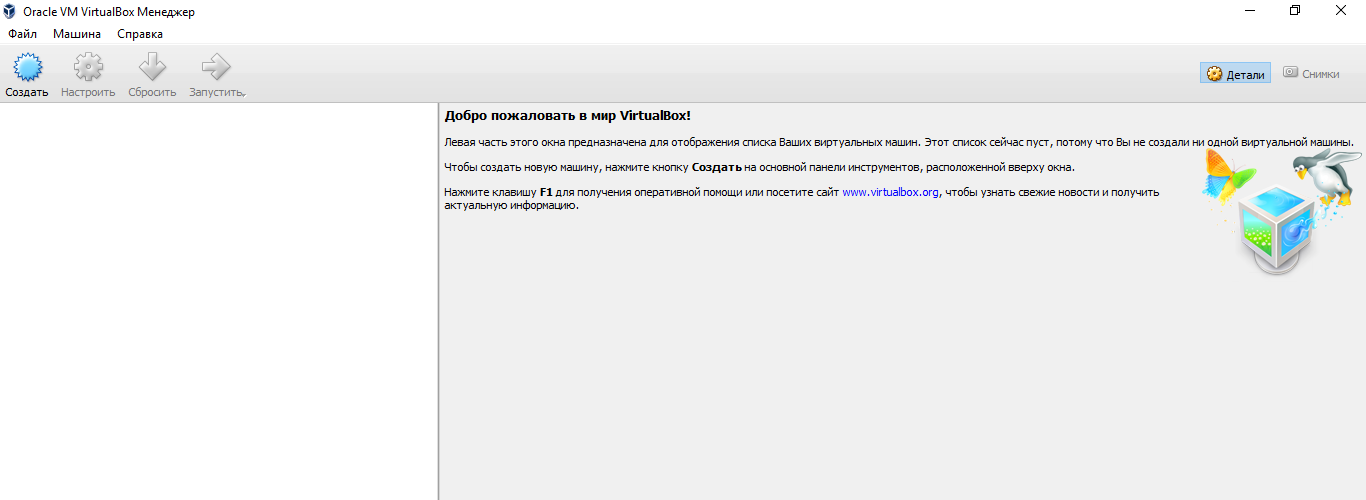 Oracle VM VirtualBox Менеджер
Файл Машина Справка
Создать Настроить Сбросить Запустить
Детали Снимки
Добро пожаловать в мир VirtualBox!
Левая часть этого окна предназначена для отображения списка Ваших виртуальных машин. Этот список сейчас пуст, потому что Вы не создали ни одной виртуальной машины.
Чтобы создать новую машину, нажмите кнопку Создать на основной панели инструментов, расположенной вверху окна.
Нажмите клавишу F1 для получения оперативной помощи или посетите сайт www.virtualbox.org, чтобы узнать свежие новости и получить
актуальную информацию.